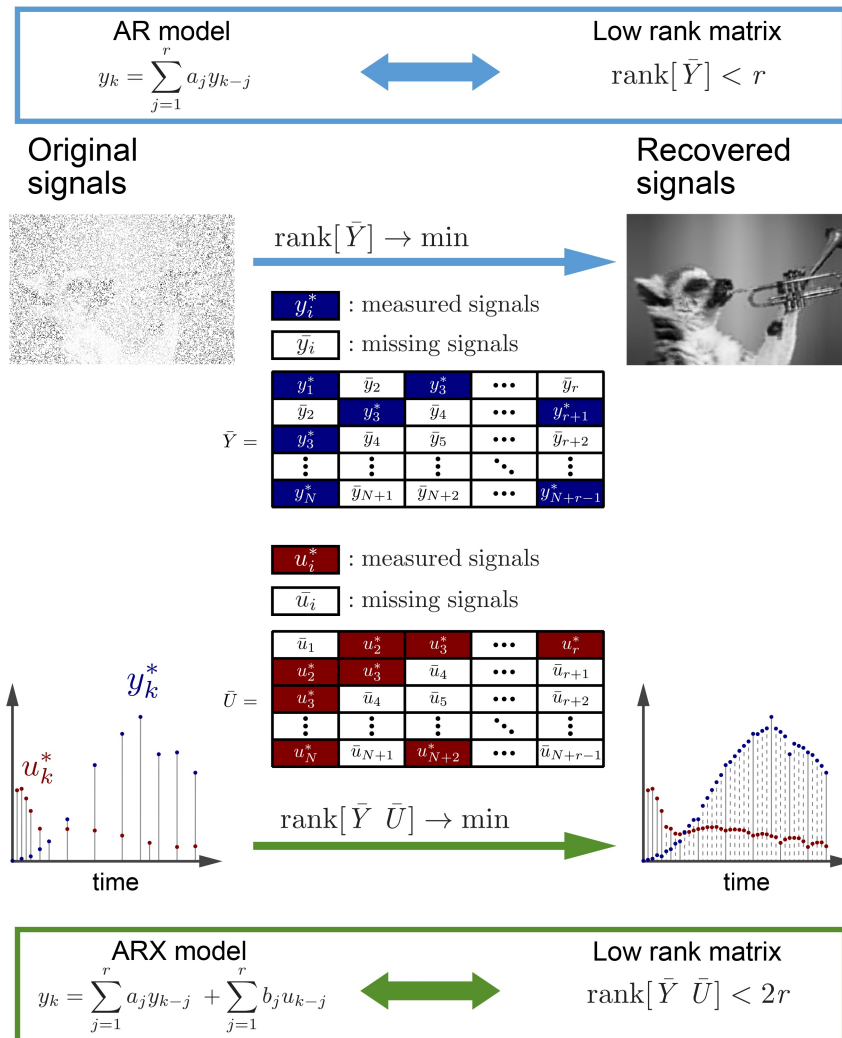 AR model
Low rank matrix
y_k = \sum_{j=1}^{r} a_j y_{k-j}
rank[ \bar{Y} ] < r
Original signals
Recovered signals
rank[ \bar{Y} ] → min
y_i^* : measured signals
\bar{y}_i : missing signals
\bar{Y} =
y_1^* \bar{y}_2 y_3^* ••• \bar{y}_r
\bar{y}_2 y_3^* \bar{y}_4 ••• y_{r+1}^*
y_3^* \bar{y}_4 \bar{y}_5 ••• \bar{y}_{r+2}
y_N^* \bar{y}_{N+1} \bar{y}_{N+2} ••• y_{N+r-1}^*
u_i^* : measured signals
\bar{u}_i : missing signals
\bar{U} =
\bar{u}_1 u_2^* u_3^* ••• u_r^*
u_2^* u_3^* \bar{u}_4 ••• \bar{u}_{r+1}
u_3^* \bar{u}_4 \bar{u}_5 ••• \bar{u}_{r+2}
u_N^* \bar{u}_{N+1} u_{N+2}^* ••• \bar{u}_{N+r-1}
y_k^*
u_k^*
time
rank[ \bar{Y} \bar{U} ] → min
time
ARX model
Low rank matrix
y_k = \sum_{j=1}^{r} a_j y_{k-j} + \sum_{j=1}^{r} b_j u_{k-j}
rank[ \bar{Y} \bar{U} ] < 2r